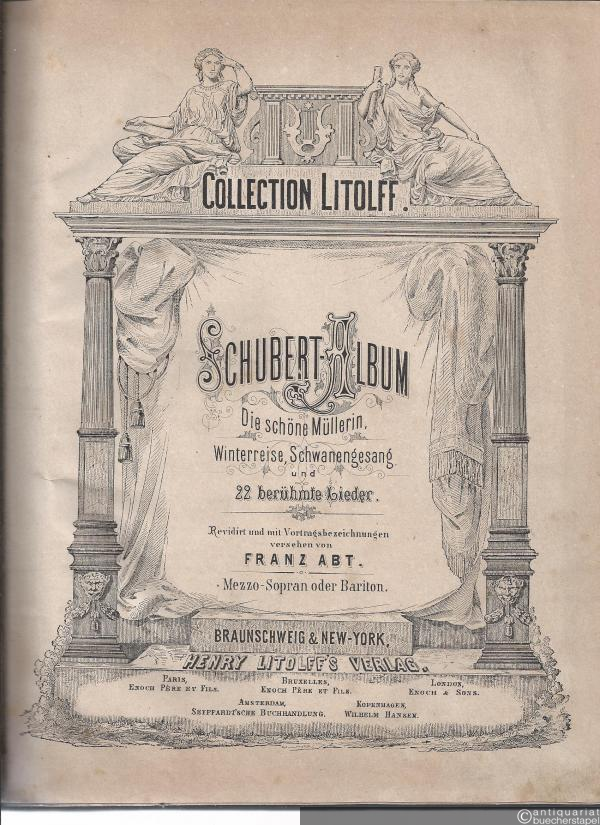 COLLECTION LITOLFF.
SCHUBERT-ALBUM
Die schöne Müllerin,
Winterreise, Schwanengesang
und
22 berühmte Lieder.
Revidirt und mit Vortragsbezeichnungen
versehen von
FRANZ ABT.
Mezzo-Sopran oder Bariton.
BRAUNSCHWEIG & NEW-YORK,
HENRY LITOLFF'S VERLAG.
PARIS, BRUXELLES, LONDON,
ENOCH PÈRE ET FILS. ENOCH PÈRE ET FILS. ENOCH & SONS.
AMSTERDAM, KOPENHAGEN,
SEYFFARDT'SCHE BUCHHANDLUNG. WILHELM HANSEN.
©antiquariat
buecherstapel